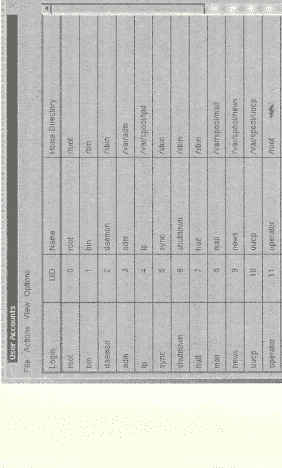 User Accounts
File Actions View Options
Login UID Name Home Directory
root 0 root /root
bin 1 bin /bin
daemon 2 daemon /sbin
adm 3 adm /var/adm
lp 4 lp /var/spool/lpd
sync 5 sync /sbin
shutdown 6 shutdown /sbin
halt 7 halt /sbin
mail 8 mail /var/spool/mail
news 9 news /var/spool/news
uucp 10 uucp /var/spool/uucp
operator 11 operator /root